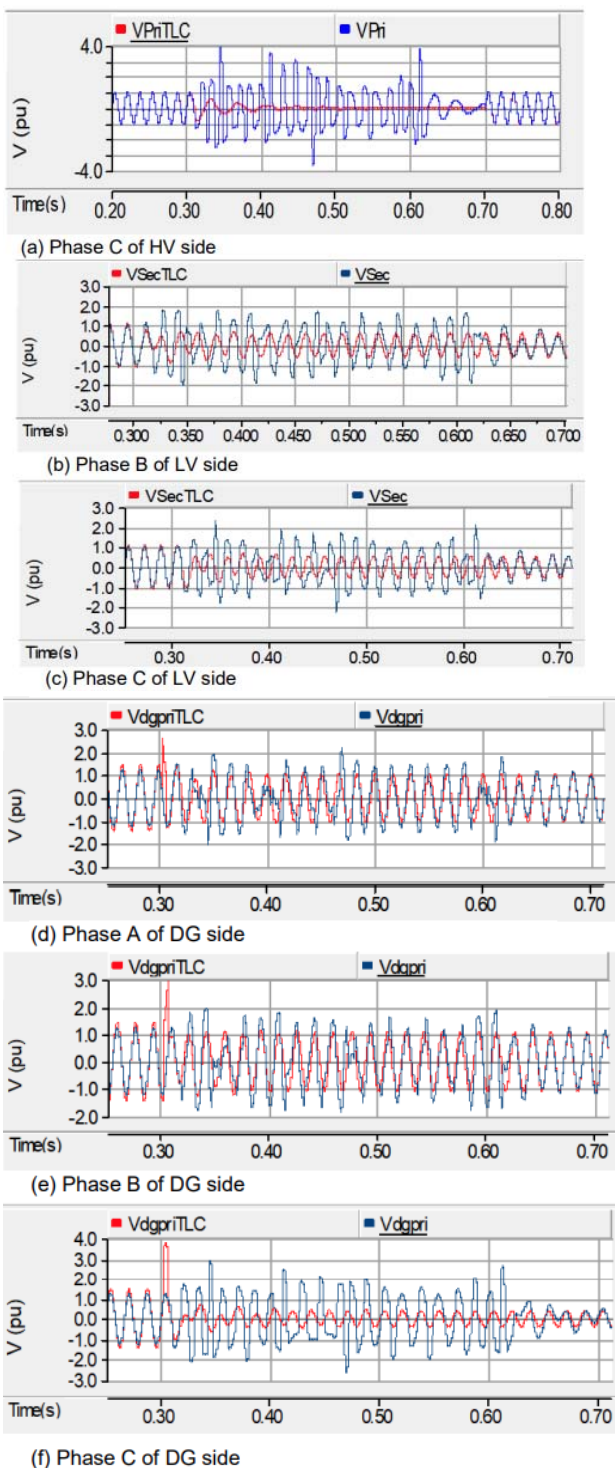 VPriTLC VPri
4.0
V (pu)
-4.0
Time(s) 0.20 0.30 0.40 0.50 0.60 0.70 0.80
(a) Phase C of HV side
VSecTLC VSec
3.0
2.0
1.0
0.0
-1.0
-2.0
-3.0
V (pu)
Time(s) 0.300 0.350 0.400 0.450 0.500 0.550 0.600 0.650 0.700
(b) Phase B of LV side
VSecTLC VSec
3.0
2.0
1.0
0.0
-1.0
-2.0
-3.0
V (pu)
Time(s) 0.30 0.40 0.50 0.60 0.70
(c) Phase C of LV side
VdgpriTLC Vdgpri
3.0
2.0
1.0
0.0
-1.0
-2.0
-3.0
V (pu)
Time(s) 0.30 0.40 0.50 0.60 0.70
(d) Phase A of DG side
VdgpriTLC Vdgpri
3.0
2.0
1.0
0.0
-1.0
-2.0
V (pu)
Time(s) 0.30 0.40 0.50 0.60 0.70
(e) Phase B of DG side
VdgpriTLC Vdgpri
4.0
3.0
2.0
1.0
0.0
-1.0
-2.0
-3.0
V (pu)
Time(s) 0.30 0.40 0.50 0.60 0.70
(f) Phase C of DG side